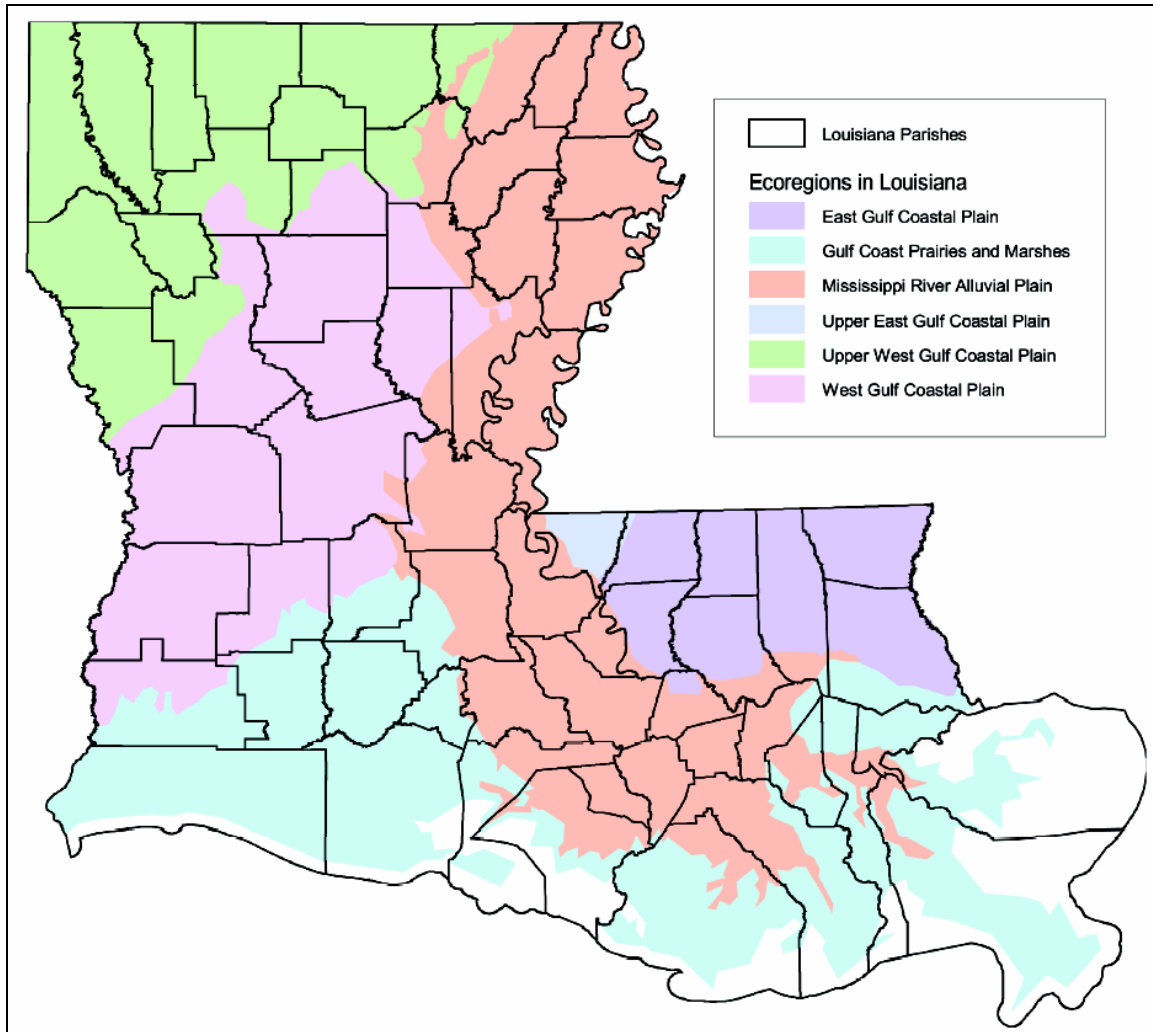 Louisiana Parishes
Ecoregions in Louisiana
East Gulf Coastal Plain
Gulf Coast Prairies and Marshes
Mississippi River Alluvial Plain
Upper East Gulf Coastal Plain
Upper West Gulf Coastal Plain
West Gulf Coastal Plain